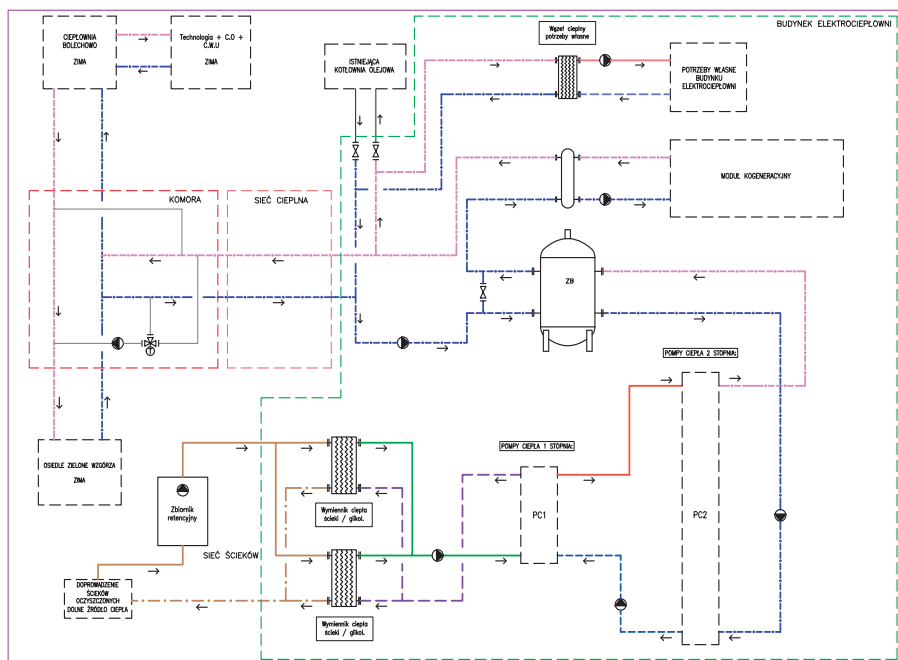 BUDYNEK ELEKTROCIEPŁOWNI
CIEPŁOWNIA
BOLECHOWO
ZIMA
Technologia + C.O +
C.W.U
ZIMA
ISTNIEJĄCA
KOTŁOWNIA OLEJOWA
Węzeł cieplny
potrzeby własne
POTRZEBY WŁASNE
BUDYNKU
ELEKTROCIEPŁOWNI
MODUŁ KOGENERACYJNY
KOMORA
SIEĆ CIEPLNA
ZB
POMPY CIEPŁA 2 STOPNIA:
POMPY CIEPŁA 1 STOPNIA:
OSIEDLE ZIELONE WZGÓRZA
ZIMA
Zbiornik
retencyjny
Wymiennik ciepła
ścieki / glikol.
PC1
PC2
SIEĆ ŚCIEKÓW
DOPROWADZENIE
ŚCIEKÓW
OCZYSZCZONYCH
DOLNE ŹRÓDŁO CIEPŁA
Wymiennik ciepła
ścieki / glikol.